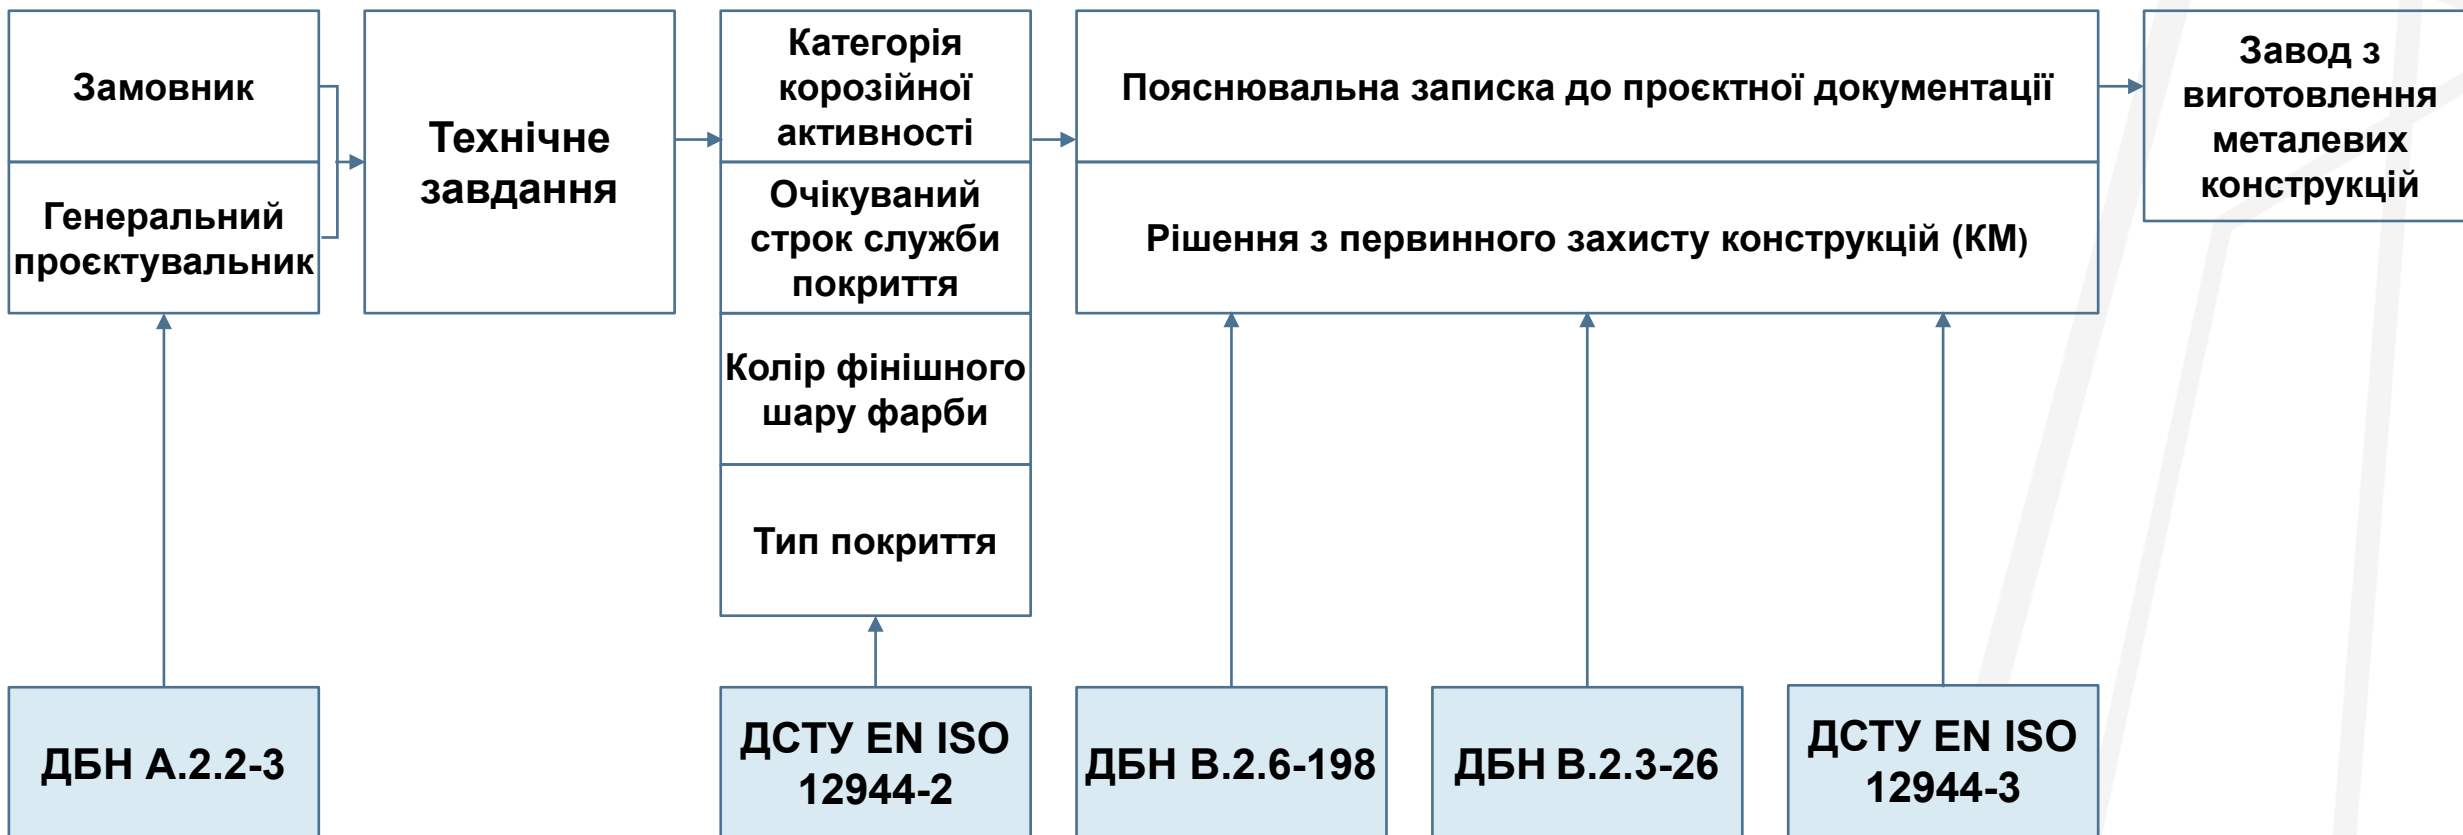 Замовник
Генеральний
проєктувальник
Технічне
завдання
Категорія
корозійної
активності
Очікуваний
строк служби
покриття
Колір фінішного
шару фарби
Тип покриття
Пояснювальна записка до проєктної документації
Рішення з первинного захисту конструкцій (КМ)
Завод з
виготовлення
металевих
конструкцій
ДБН А.2.2-3
ДСТУ EN ISO
12944-2
ДБН В.2.6-198
ДБН В.2.3-26
ДСТУ EN ISO
12944-3